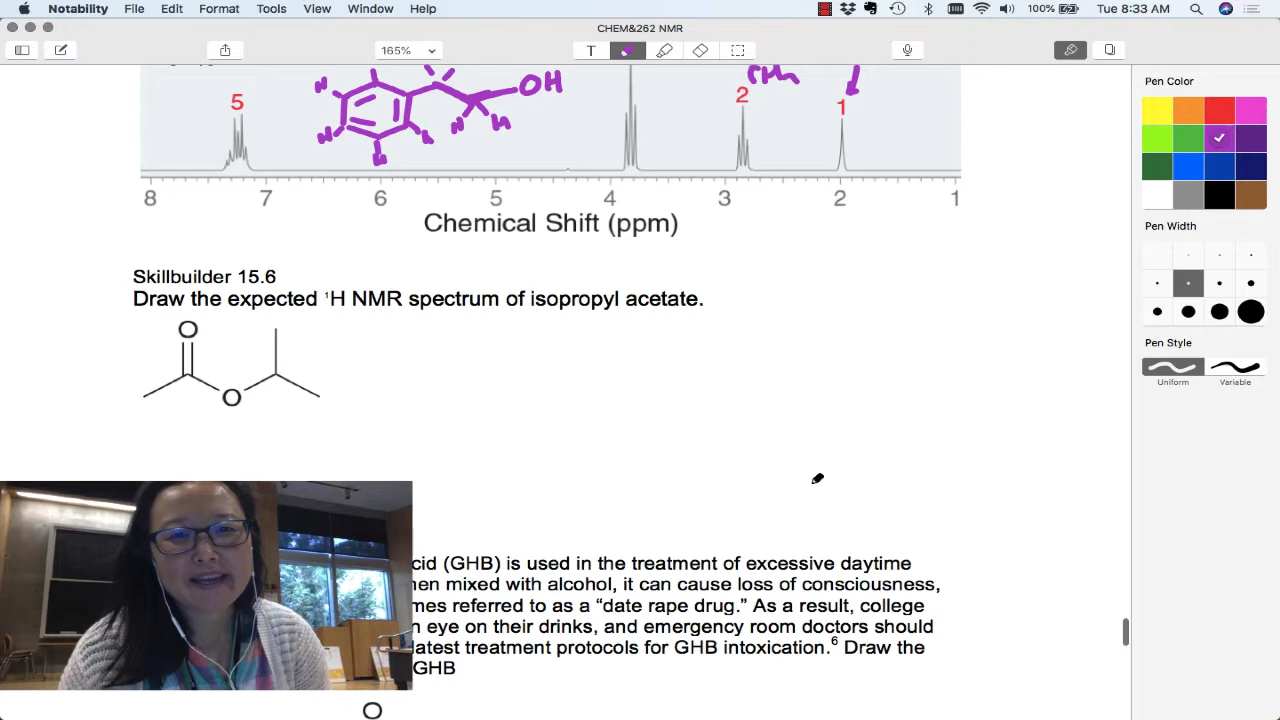 Notability File Edit Format Tools View Window Help 100% Tue 8:33 AM
CHEM&262 NMR
165% T
Pen Color
Pen Width
Pen Style
Uniform Variable
OH
H
H
H
H
H
H
5 2 1
8 7 6 5 4 3 2 1
Chemical Shift (ppm)
Skillbuilder 15.6
Draw the expected ¹H NMR spectrum of isopropyl acetate.
O
O
cid (GHB) is used in the treatment of excessive daytime
hen mixed with alcohol, it can cause loss of consciousness,
mes referred to as a “date rape drug.” As a result, college
n eye on their drinks, and emergency room doctors should
latest treatment protocols for GHB intoxication.⁶ Draw the
GHB
O